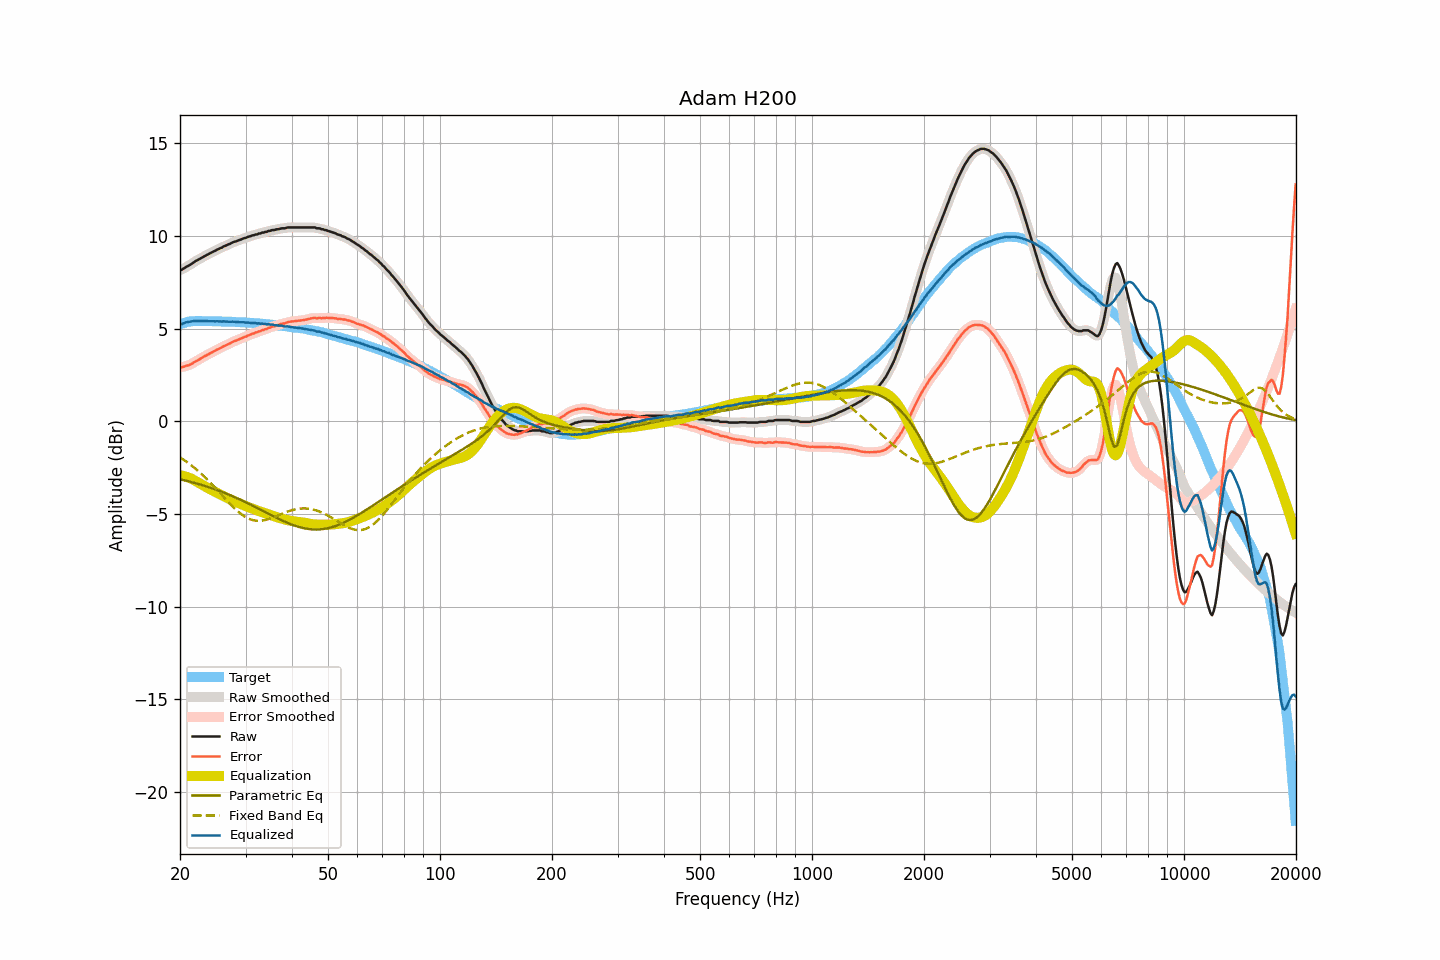 Adam H200
15
10
5
0
−5
−10
−15
−20
Amplitude (dBr)
Target
Raw Smoothed
Error Smoothed
Raw
Error
Equalization
Parametric Eq
Fixed Band Eq
Equalized
20 50 100 200 500 1000 2000 5000 10000 20000
Frequency (Hz)